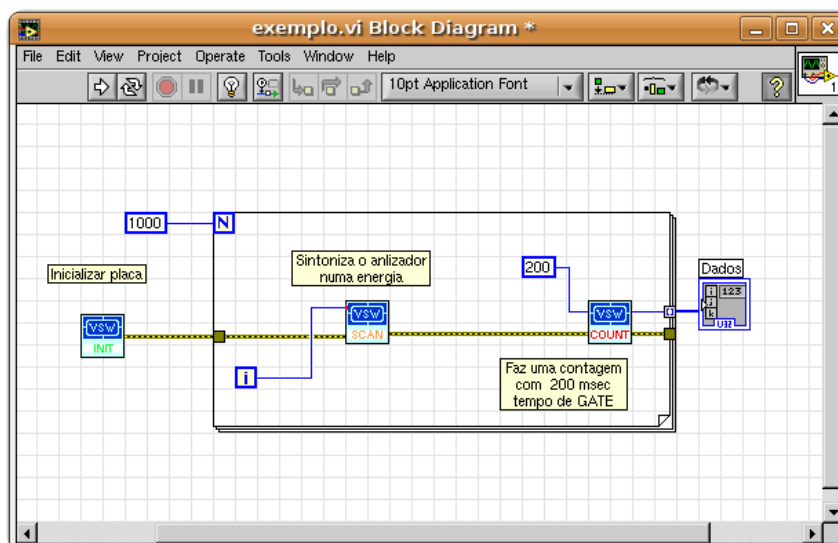 exemplo.vi Block Diagram *
File Edit View Project Operate Tools Window Help
10pt Application Font
? 1
1000
N
Inicializar placa
Sintoniza o anlizador
numa energia
200
Dados
i 123
j
k
U32
VSW
INIT
VSW
SCAN
VSW
COUNT
i
Faz uma contagem
com 200 msec
tempo de GATE